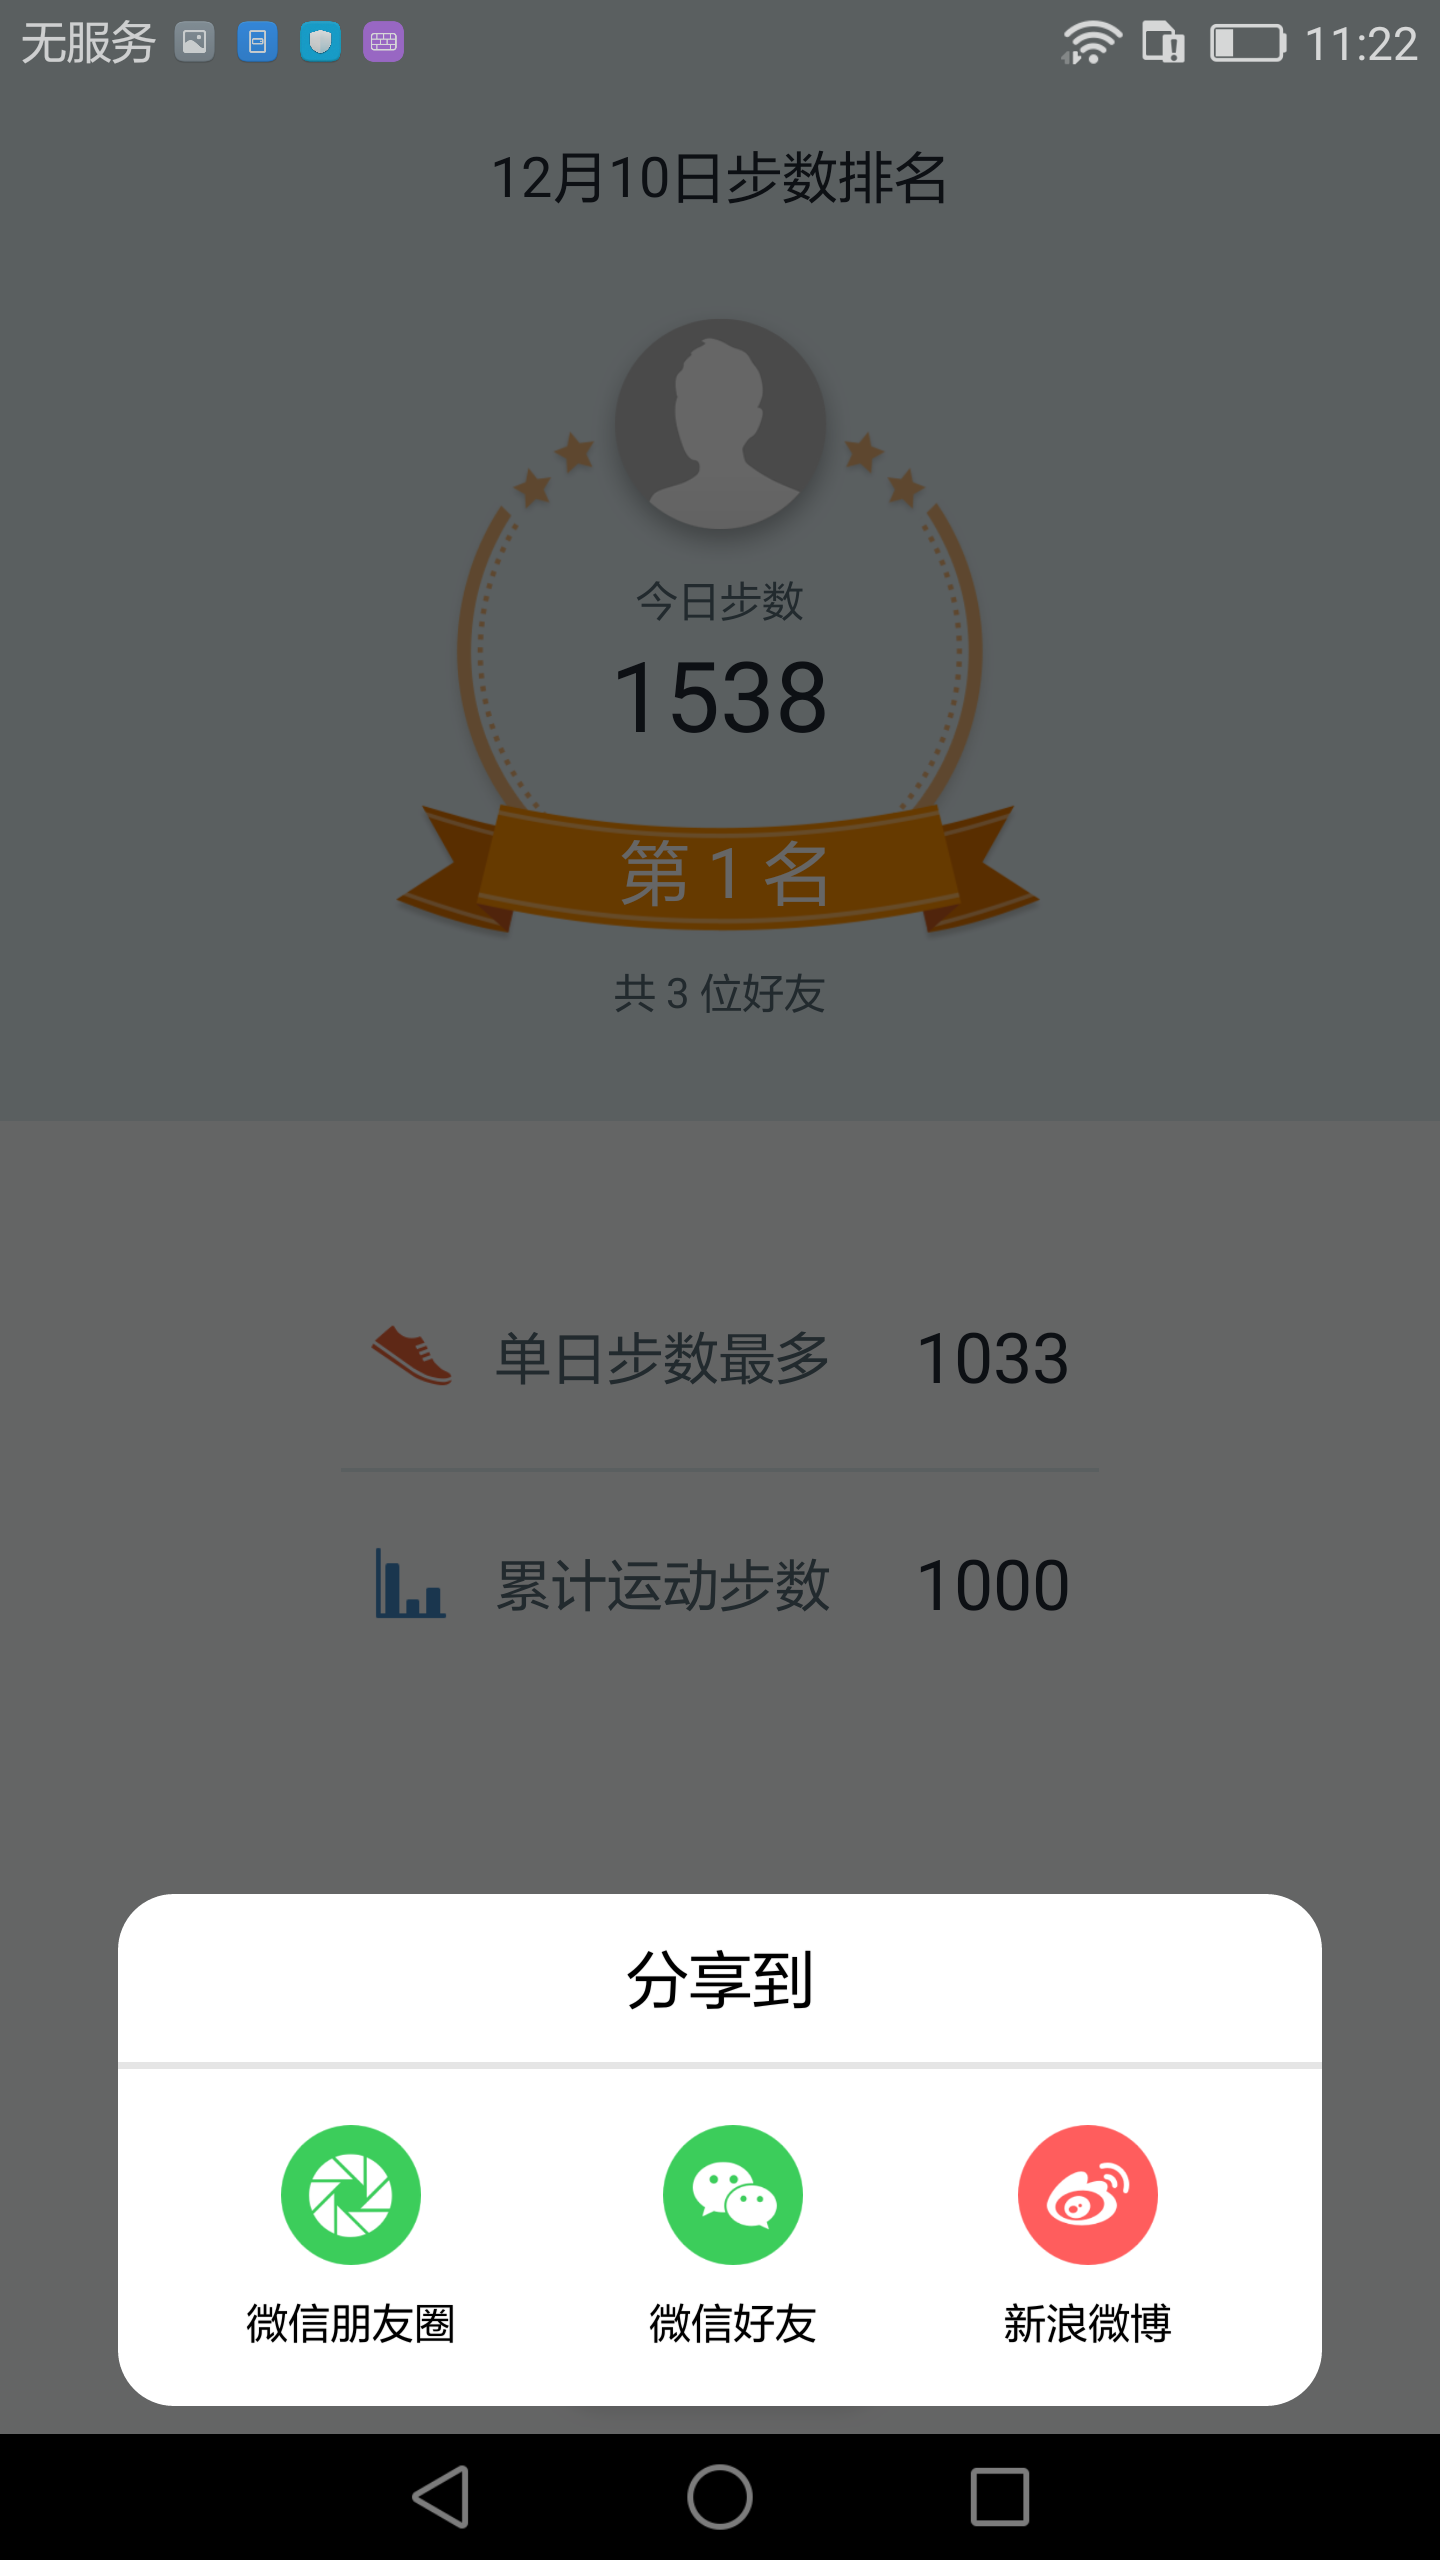 无服务 11:22
12月10日步数排名
今日步数
1538
第 1 名
共 3 位好友
单日步数最多 1033
累计运动步数 1000
分享到
微信朋友圈 微信好友 新浪微博